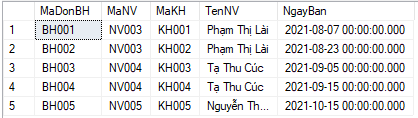 MaDonBH MaNV MaKH TenNV NgayBan
1 BH001 NV003 KH001 Phạm Thị Lài 2021-08-07 00:00:00.000
2 BH002 NV003 KH002 Phạm Thị Lài 2021-08-23 00:00:00.000
3 BH003 NV004 KH003 Tạ Thu Cúc 2021-09-05 00:00:00.000
4 BH004 NV004 KH004 Tạ Thu Cúc 2021-09-15 00:00:00.000
5 BH005 NV005 KH005 Nguyễn Th... 2021-10-15 00:00:00.000